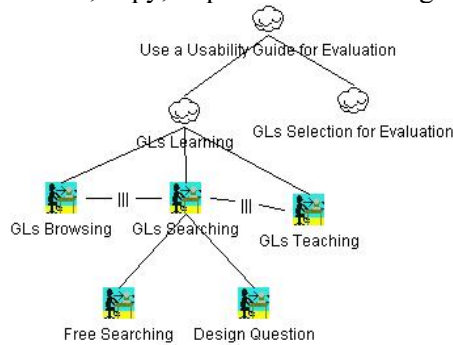 Use a Usability Guide for Evaluation
GLs Learning
GLs Selection for Evaluation
|||
|||
GLs Browsing
GLs Searching
GLs Teaching
Free Searching
Design Question